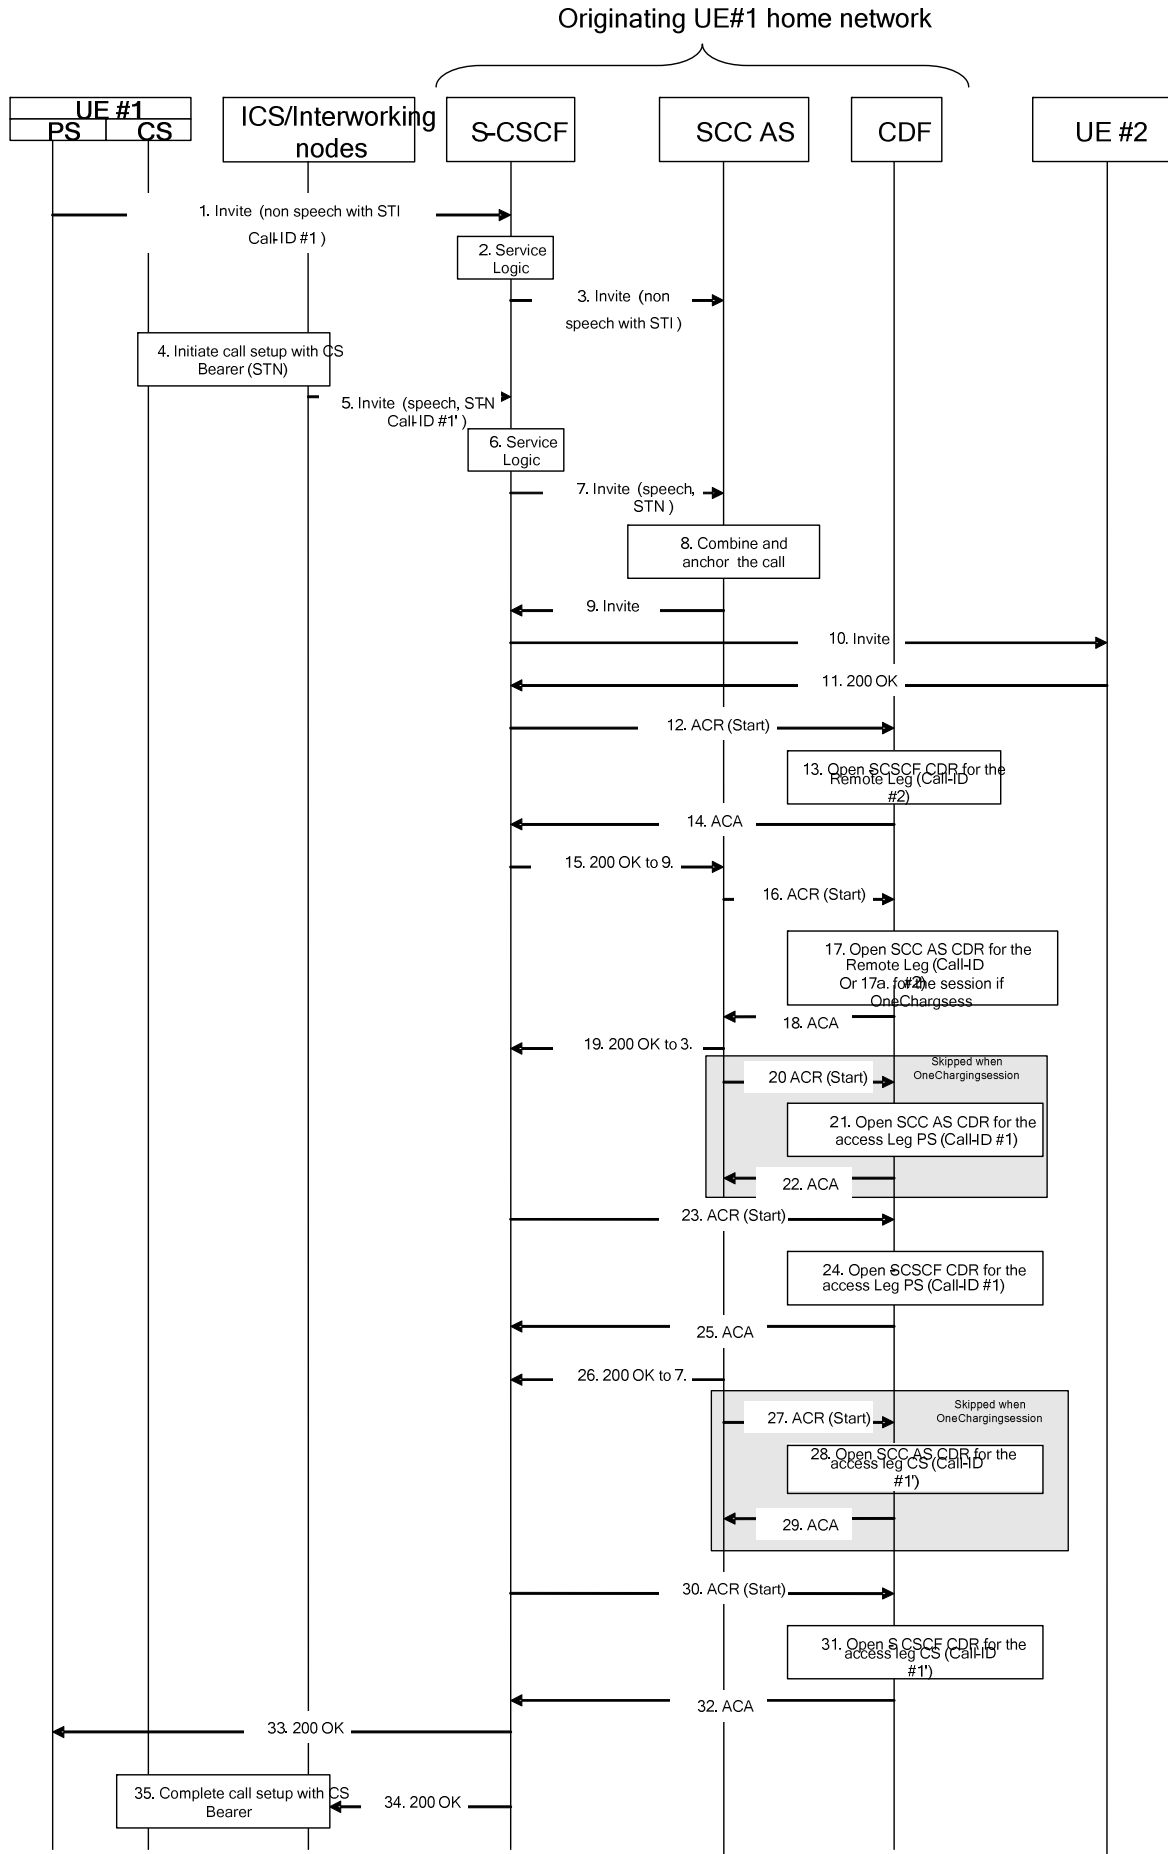 Originating UE#1 home network
UE #1
PS
CS
ICS/Interworking
nodes
S-CSCF
SCC AS
CDF
UE #2
1. Invite (non speech with STI
Call-ID #1 )
2. Service
Logic
3. Invite (non
speech with STI )
4. Initiate call setup with CS
Bearer (STN)
5. Invite (speech, STN
Call-ID #1' )
6. Service
Logic
7. Invite (speech,
STN )
8. Combine and
anchor the call
9. Invite
10. Invite
11. 200 OK
12. ACR (Start)
13. Open SCSCF CDR for the
Remote Leg (Call-ID
#2)
14. ACA
15. 200 OK to 9.
16. ACR (Start)
17. Open SCC AS CDR for the
Remote Leg (Call-ID
#2)
Or 17a. for the session if
OneChargsess
18. ACA
19. 200 OK to 3.
Skipped when
OneChargingsession
20 ACR (Start)
21. Open SCC AS CDR for the
access Leg PS (Call-ID #1)
22. ACA
23. ACR (Start)
24. Open SCSCF CDR for the
access Leg PS (Call-ID #1)
25. ACA
26. 200 OK to 7.
Skipped when
OneChargingsession
27. ACR (Start)
28. Open SCC AS CDR for the
access leg CS (Call-ID
#1')
29. ACA
30. ACR (Start)
31. Open S CSCF CDR for the
access leg CS (Call-ID
#1')
32. ACA
33. 200 OK
34. 200 OK
35. Complete call setup with CS
Bearer